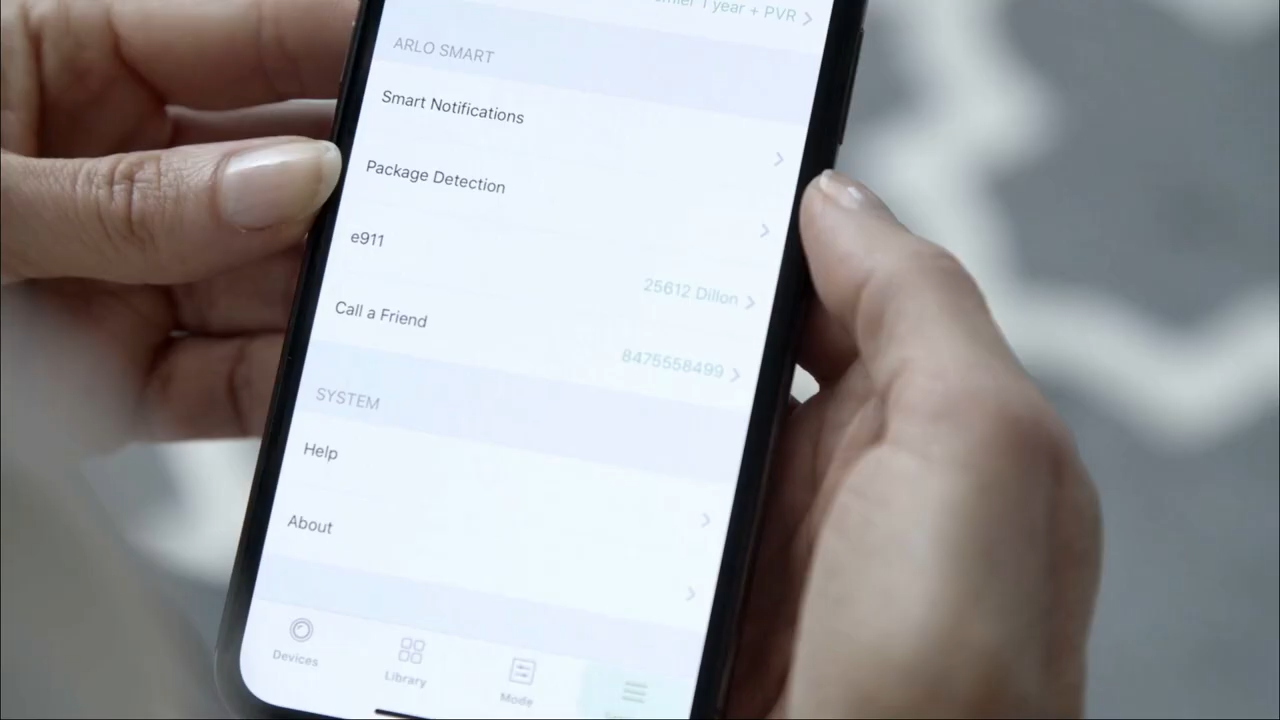 1 year + PVR
ARLO SMART
Smart Notifications
Package Detection
e911
25612 Dillon
Call a Friend
8475558499
SYSTEM
Help
About
Devices
Library
Mode